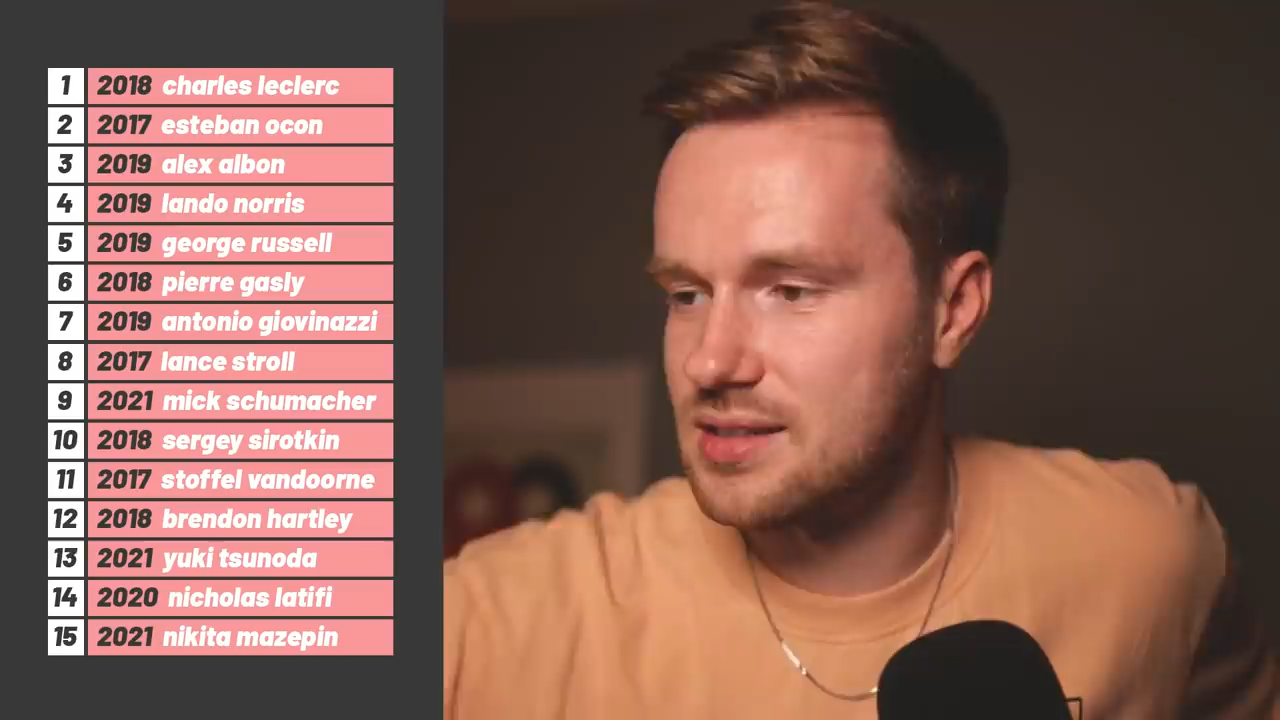 1 2018 charles leclerc
2 2017 esteban ocon
3 2019 alex albon
4 2019 lando norris
5 2019 george russell
6 2018 pierre gasly
7 2019 antonio giovinazzi
8 2017 lance stroll
9 2021 mick schumacher
10 2018 sergey sirotkin
11 2017 stoffel vandoorne
12 2018 brendon hartley
13 2021 yuki tsunoda
14 2020 nicholas latifi
15 2021 nikita mazepin